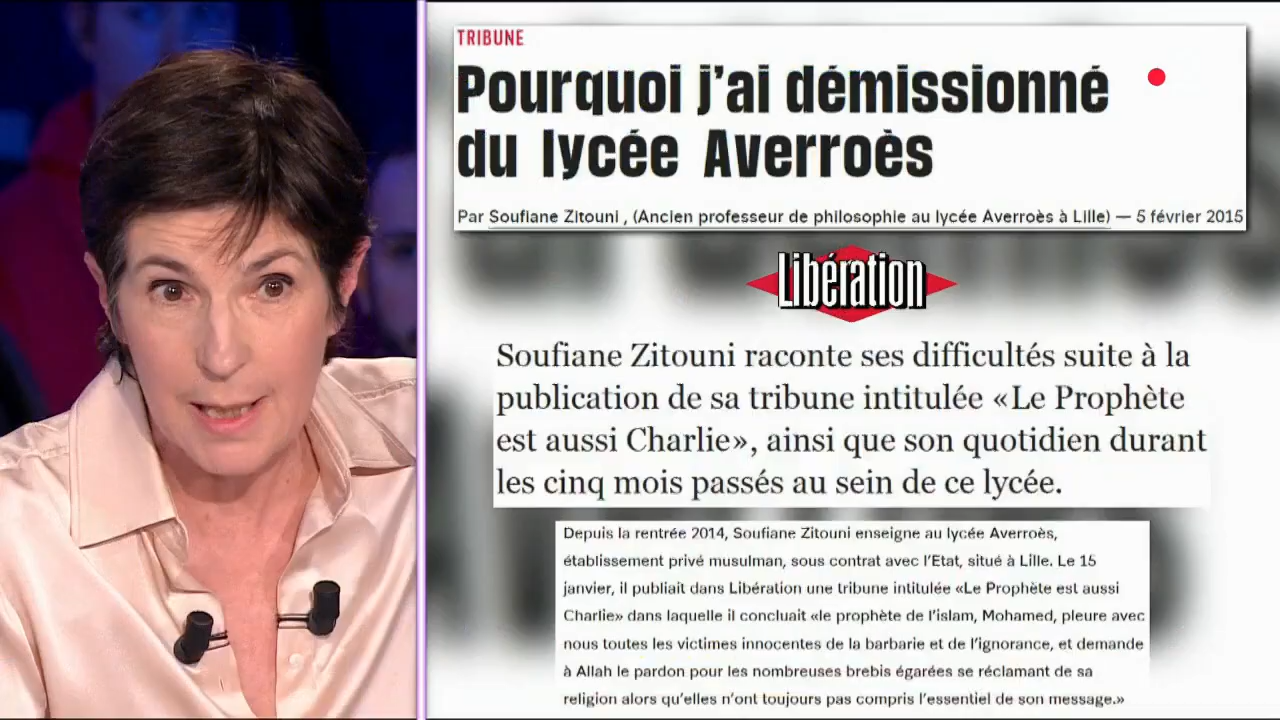 TRIBUNE
Pourquoi j'ai démissionné
du lycée Averroès
Par Soufiane Zitouni , (Ancien professeur de philosophie au lycée Averroès à Lille) — 5 février 2015
Libération
Soufiane Zitouni raconte ses difficultés suite à la
publication de sa tribune intitulée «Le Prophète
est aussi Charlie», ainsi que son quotidien durant
les cinq mois passés au sein de ce lycée.
Depuis la rentrée 2014, Soufiane Zitouni enseigne au lycée Averroès,
établissement privé musulman, sous contrat avec l'Etat, situé à Lille. Le 15
janvier, il publiait dans Libération une tribune intitulée «Le Prophète est aussi
Charlie» dans laquelle il concluait «le prophète de l'islam, Mohamed, pleure avec
nous toutes les victimes innocentes de la barbarie et de l'ignorance, et demande
à Allah le pardon pour les nombreuses brebis égarées se réclamant de sa
religion alors qu'elles n'ont toujours pas compris l'essentiel de son message.»